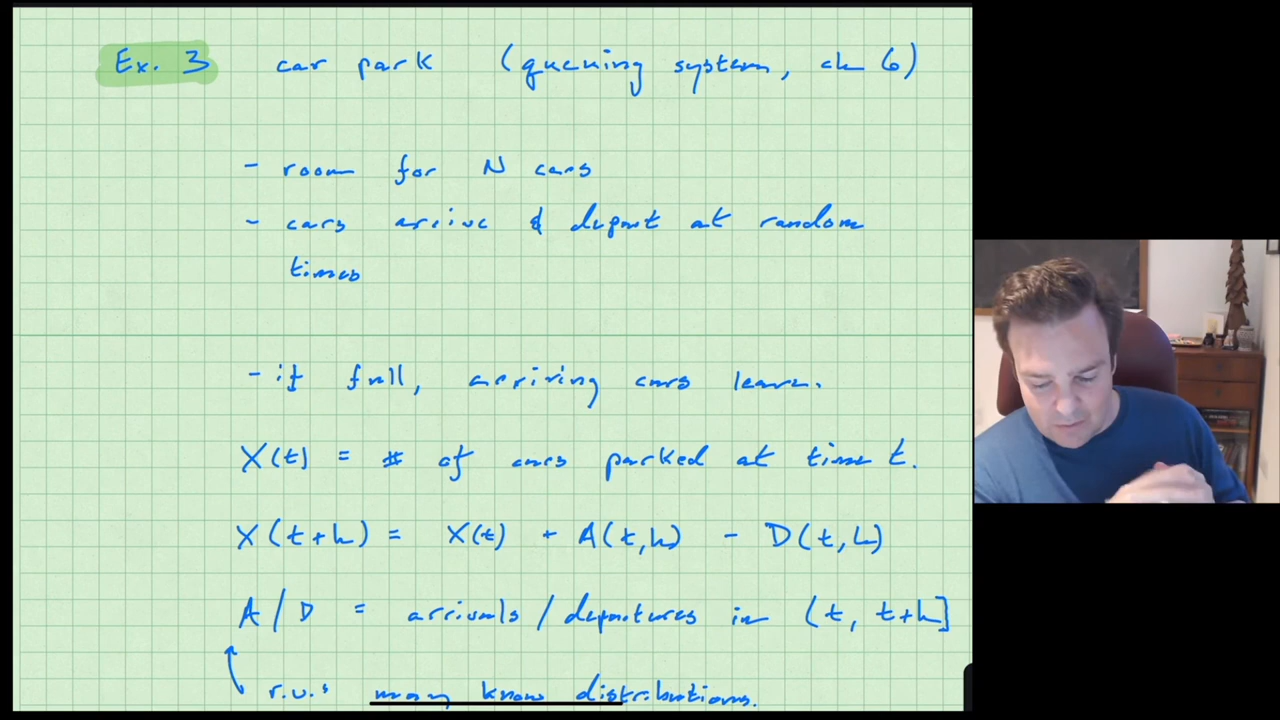 Ex. 3 car park (queuing system, ch 6)
- room for N cars
- cars arrive & depart at random
times
- if full, arriving cars leave.
X(t) = # of cars parked at time t.
X(t+h) = X(t) + A(t,h) - D(t,h)
A/D = arrivals/departures in (t, t+h]
r.v.s may know distributions.